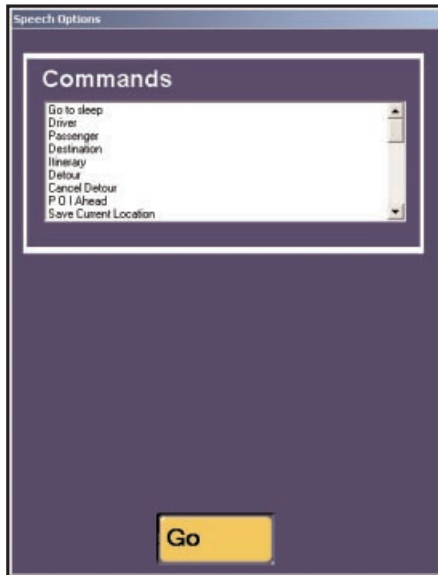 Speech Options
Commands
Go to sleep
Driver
Passenger
Destination
Itinerary
Detour
Cancel Detour
P O I Ahead
Save Current Location
Go